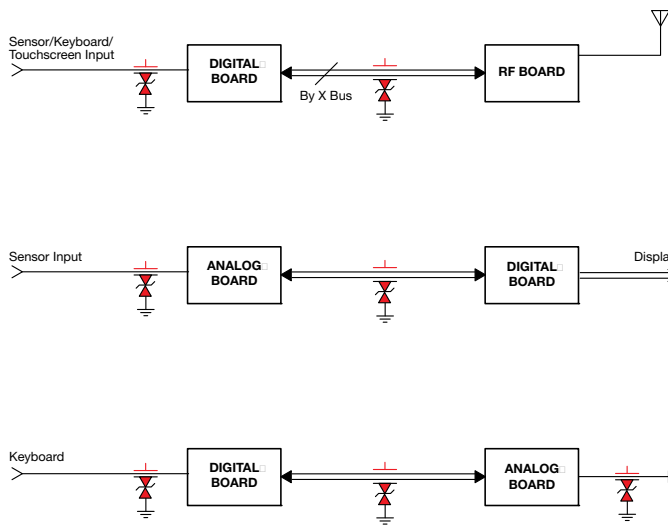 Sensor/Keyboard/
Touchscreen Input
DIGITAL
BOARD
By X Bus
RF BOARD
Sensor Input
ANALOG
BOARD
DIGITAL
BOARD
Displa
Keyboard
DIGITAL
BOARD
ANALOG
BOARD